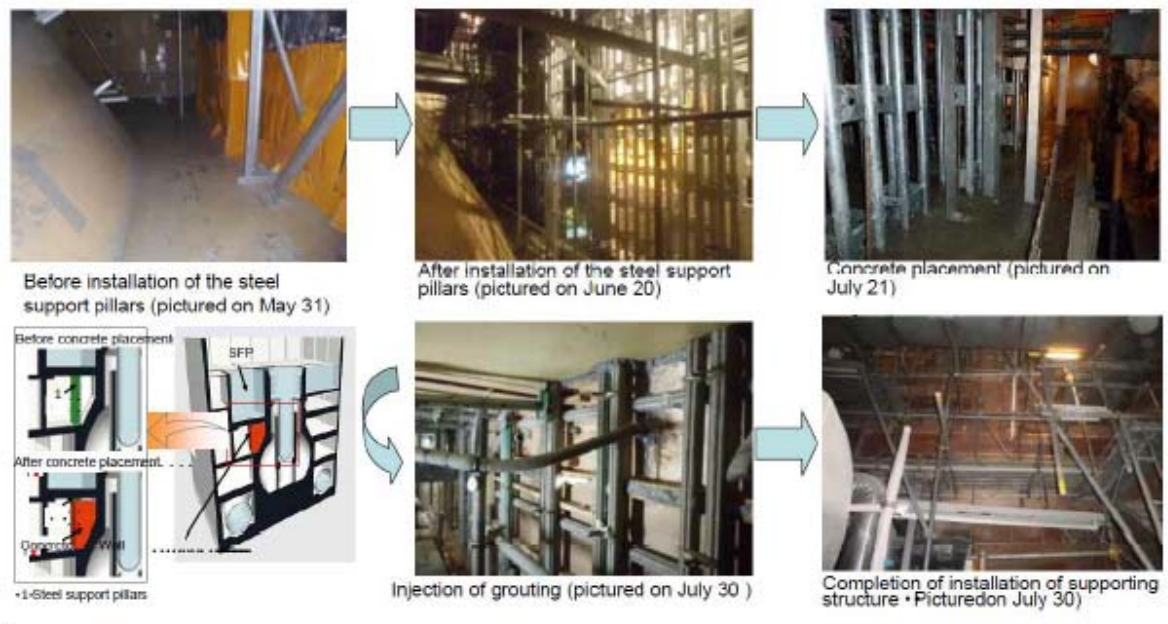 Before installation of the steel
support pillars (pictured on May 31)
After installation of the steel support
pillars (pictured on June 20)
Concrete placement (pictured on
July 21)
Before concrete placement
1
After concrete placement
Wall
•1•Steel support pillars
SFP
Injection of grouting (pictured on July 30 )
Completion of installation of supporting
structure • Picturedon July 30)